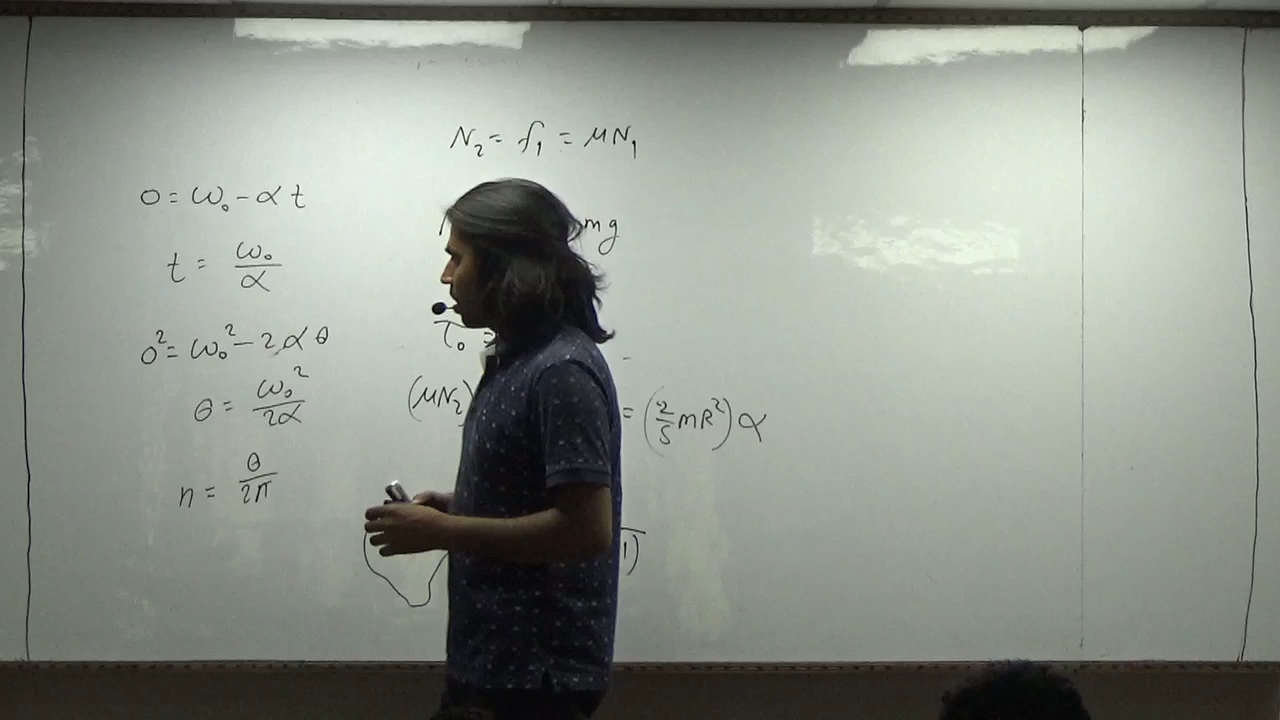 0 = ω₀ - αt
t = ω₀/α
0² = ω₀² - 2αθ
θ = ω₀²/2α
n = θ/2π
N₂ = f₁ = μN₁
mg
τ₀ =
(μN₂) = (2/5 mR²)α
1)